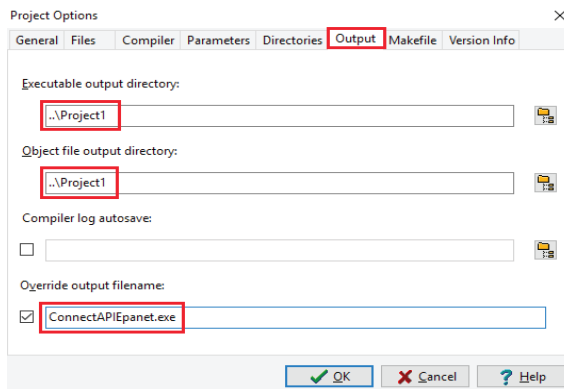 Project Options
General Files Compiler Parameters Directories Output Makefile Version Info
Executable output directory:
..\Project1
Object file output directory:
..\Project1
Compiler log autosave:
Override output filename:
ConnectAPIEpanet.exe
OK Cancel ? Help